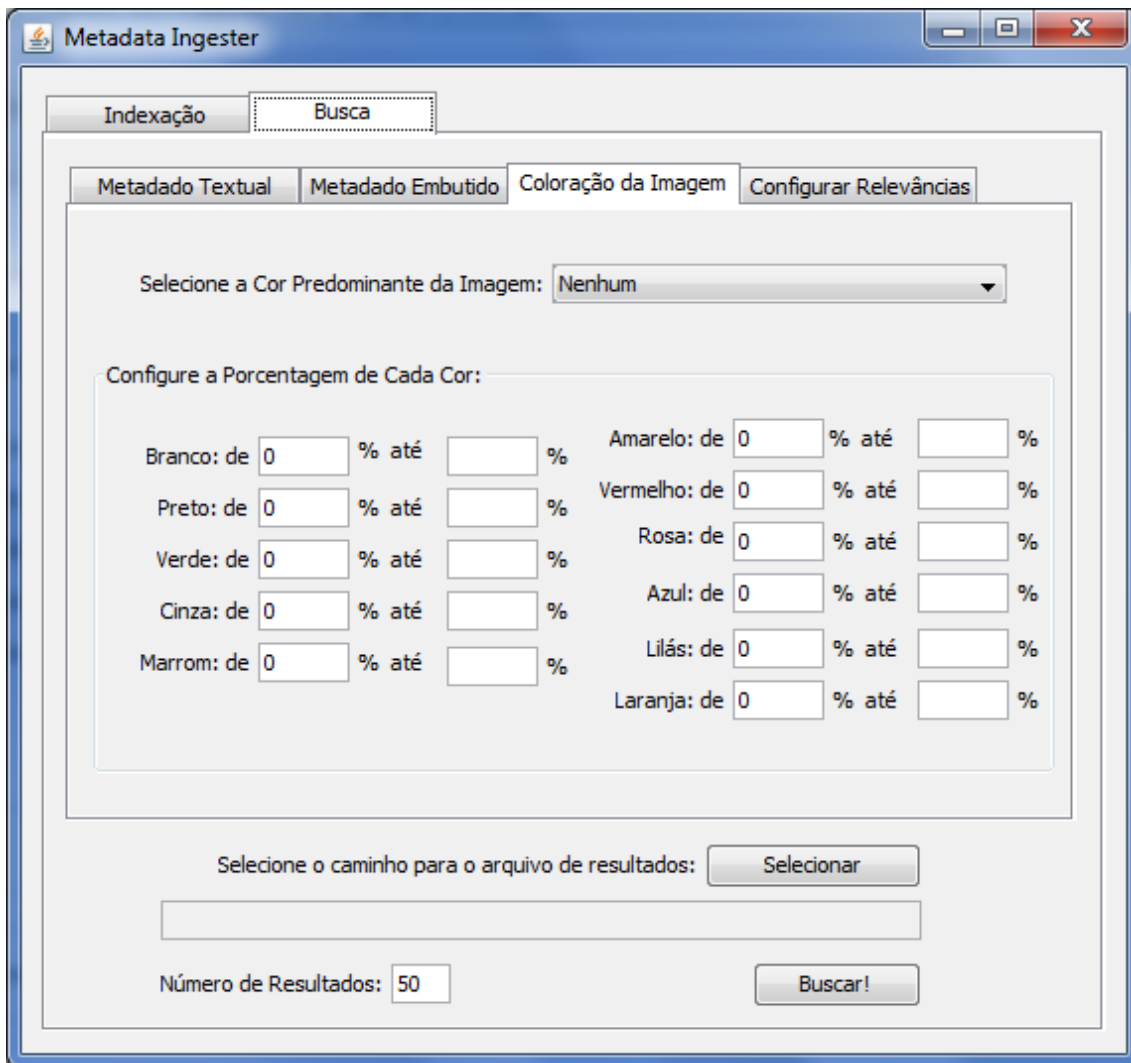 Metadata Ingester
Indexação Busca
Metadado Textual Metadado Embutido Coloração da Imagem Configurar Relevâncias
Selecione a Cor Predominante da Imagem: Nenhum
Configure a Porcentagem de Cada Cor:
Branco: de 0 % até %
Preto: de 0 % até %
Verde: de 0 % até %
Cinza: de 0 % até %
Marrom: de 0 % até %
Amarelo: de 0 % até %
Vermelho: de 0 % até %
Rosa: de 0 % até %
Azul: de 0 % até %
Lilás: de 0 % até %
Laranja: de 0 % até %
Selecione o caminho para o arquivo de resultados: Selecionar
Número de Resultados: 50 Buscar!